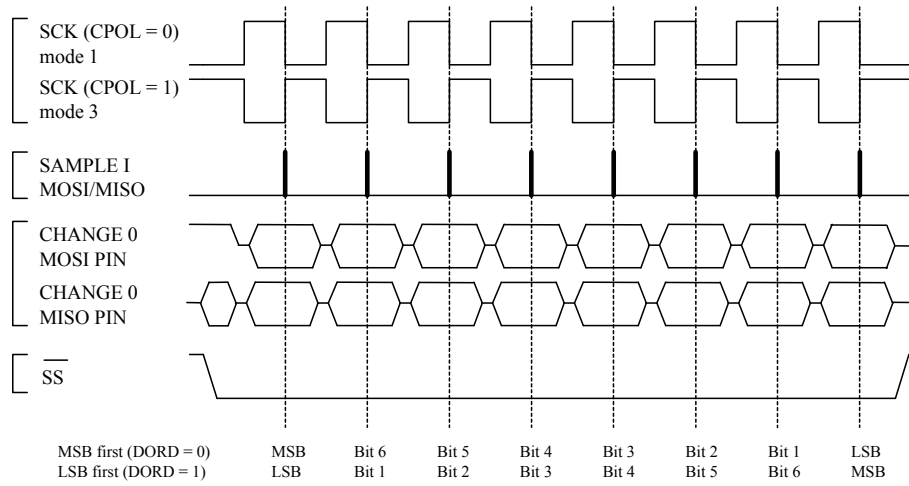 SCK (CPOL = 0)
mode 1
SCK (CPOL = 1)
mode 3
SAMPLE I
MOSI/MISO
CHANGE 0
MOSI PIN
CHANGE 0
MISO PIN
SS
MSB first (DORD = 0) MSB Bit 6 Bit 5 Bit 4 Bit 3 Bit 2 Bit 1 LSB
LSB first (DORD = 1) LSB Bit 1 Bit 2 Bit 3 Bit 4 Bit 5 Bit 6 MSB